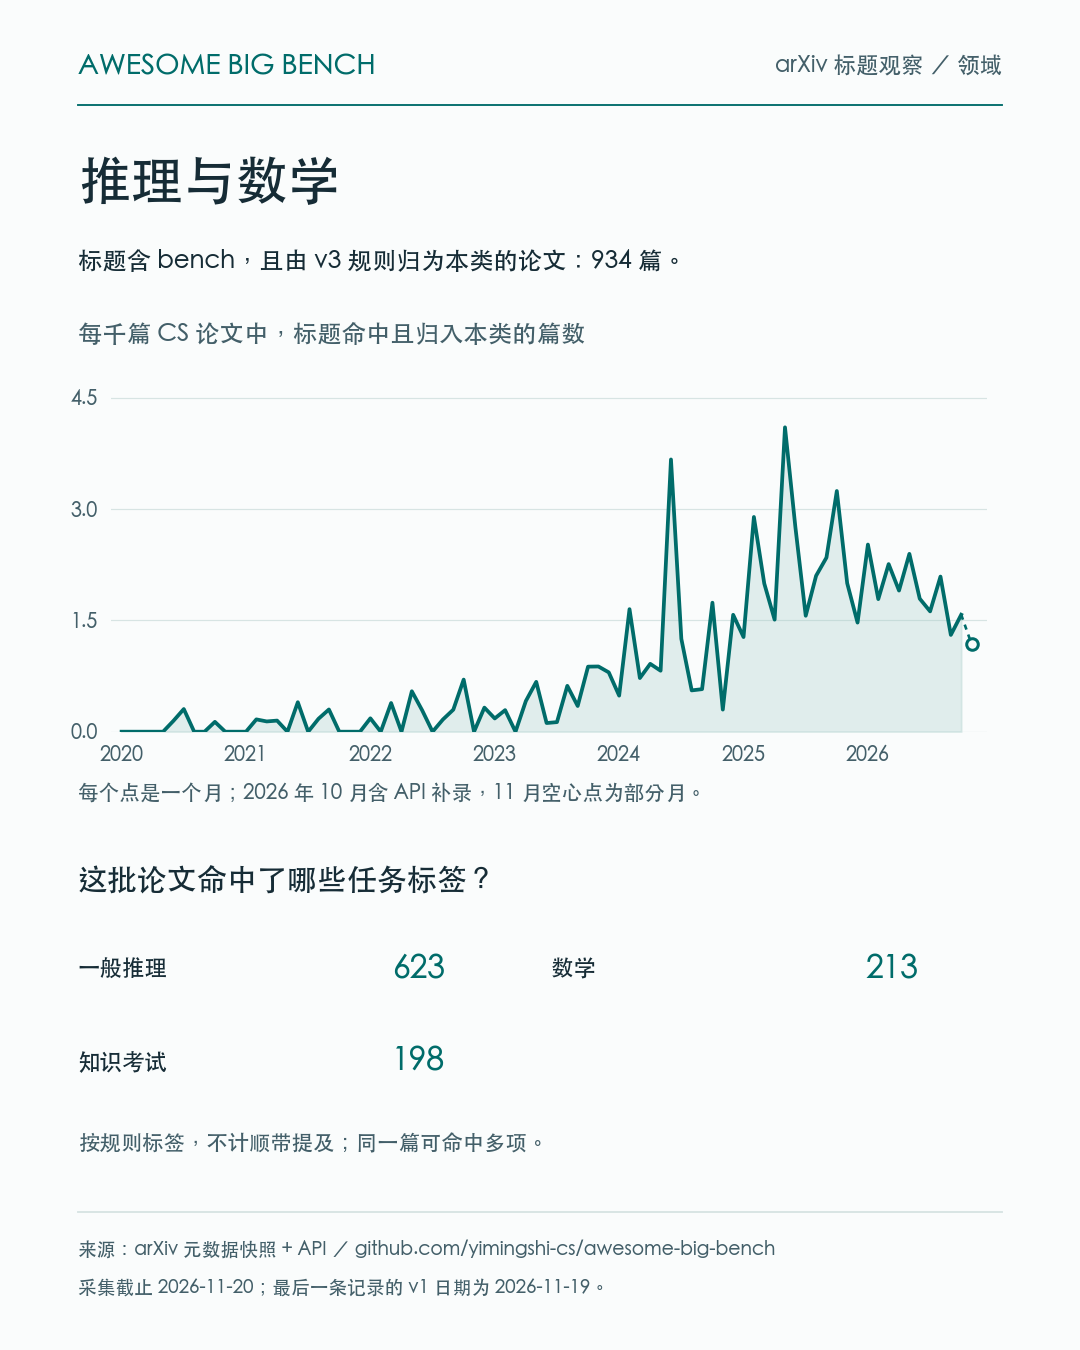 AWESOME BIG BENCH
arXiv 标题观察 ／ 领域
推理与数学
标题含 bench，且由 v3 规则归为本类的论文：934 篇。
每千篇 CS 论文中，标题命中且归入本类的篇数
4.5
3.0
1.5
0.0
2020 2021 2022 2023 2024 2025 2026
每个点是一个月；2026 年 10 月含 API 补录，11 月空心点为部分月。
这批论文命中了哪些任务标签？
一般推理 623 数学 213
知识考试 198
按规则标签，不计顺带提及；同一篇可命中多项。
来源：arXiv 元数据快照 + API ／ github.com/yimingshi-cs/awesome-big-bench
采集截止 2026-11-20；最后一条记录的 v1 日期为 2026-11-19。